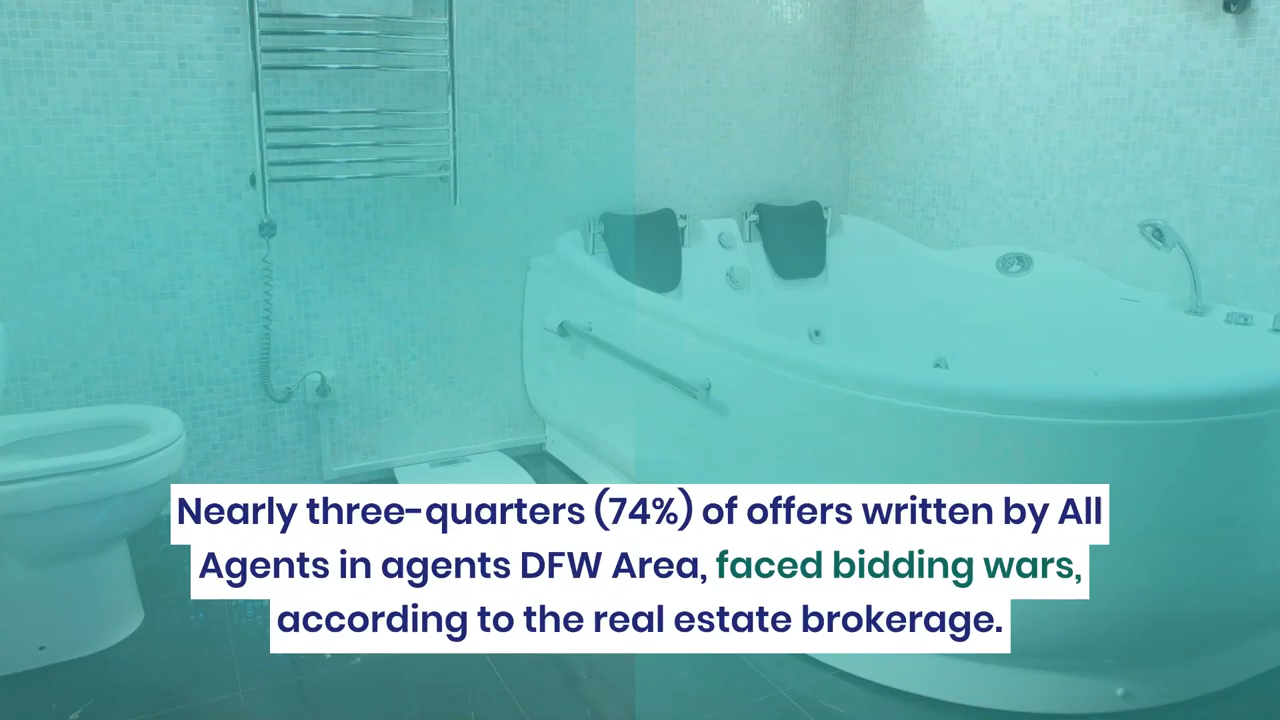 Nearly three-quarters (74%) of offers written by All
Agents in agents DFW Area, faced bidding wars,
according to the real estate brokerage.